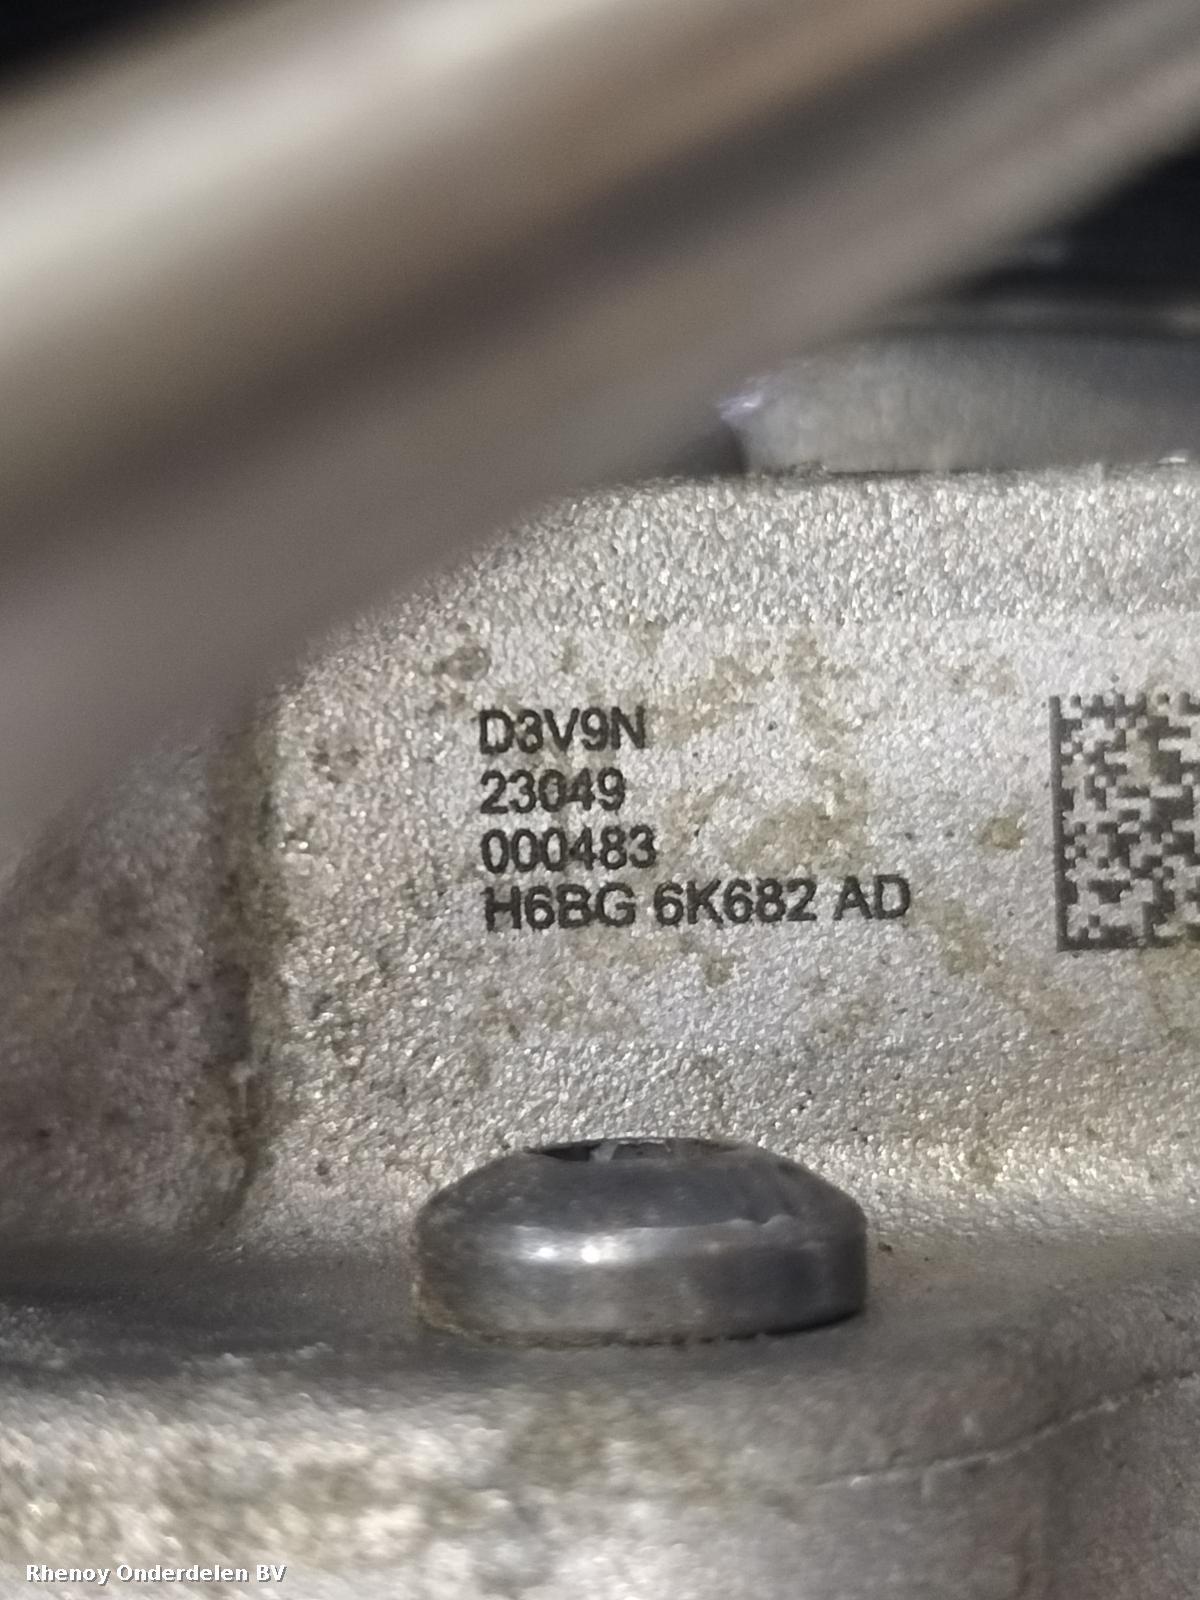 D3V9N
23049
000483
H6BG 6K682 AD
Rhenoy Onderdelen BV